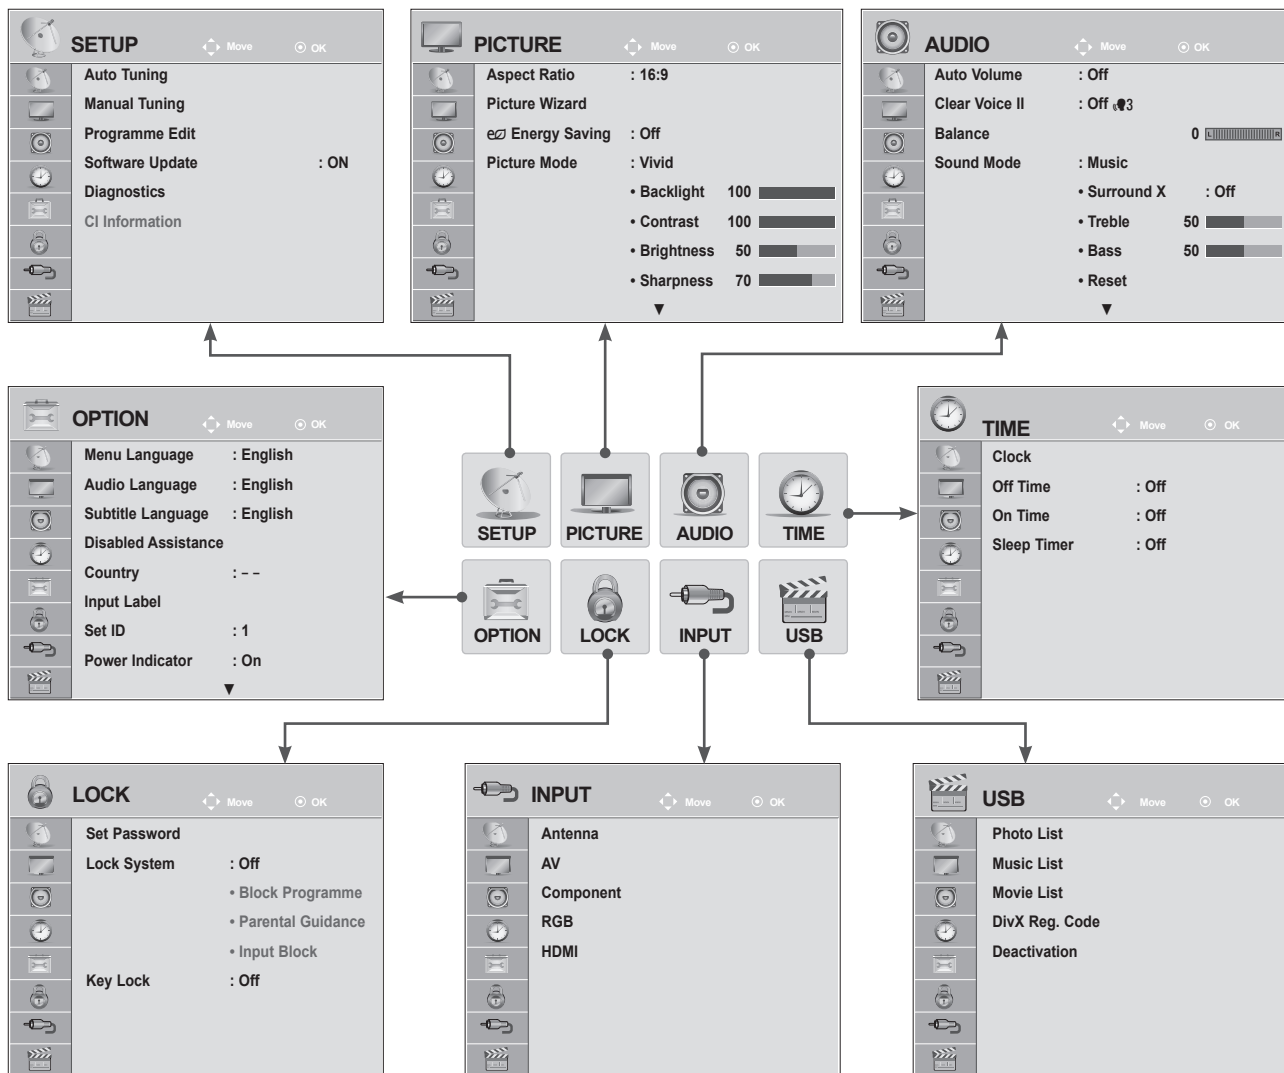 SETUP Move OK
Auto Tuning
Manual Tuning
Programme Edit
Software Update : ON
Diagnostics
CI Information
PICTURE Move OK
Aspect Ratio : 16:9
Picture Wizard
Energy Saving : Off
Picture Mode : Vivid
• Backlight 100
• Contrast 100
• Brightness 50
• Sharpness 70
▼
AUDIO Move OK
Auto Volume : Off
Clear Voice II : Off 3
Balance 0 L R
Sound Mode : Music
• Surround X : Off
• Treble 50
• Bass 50
• Reset
▼
OPTION Move OK
Menu Language : English
Audio Language : English
Subtitle Language : English
Disabled Assistance
Country : – –
Input Label
Set ID : 1
Power Indicator : On
▼
SETUP PICTURE AUDIO TIME
OPTION LOCK INPUT USB
TIME Move OK
Clock
Off Time : Off
On Time : Off
Sleep Timer : Off
LOCK Move OK
Set Password
Lock System : Off
• Block Programme
• Parental Guidance
• Input Block
Key Lock : Off
INPUT Move OK
Antenna
AV
Component
RGB
HDMI
USB Move OK
Photo List
Music List
Movie List
DivX Reg. Code
Deactivation